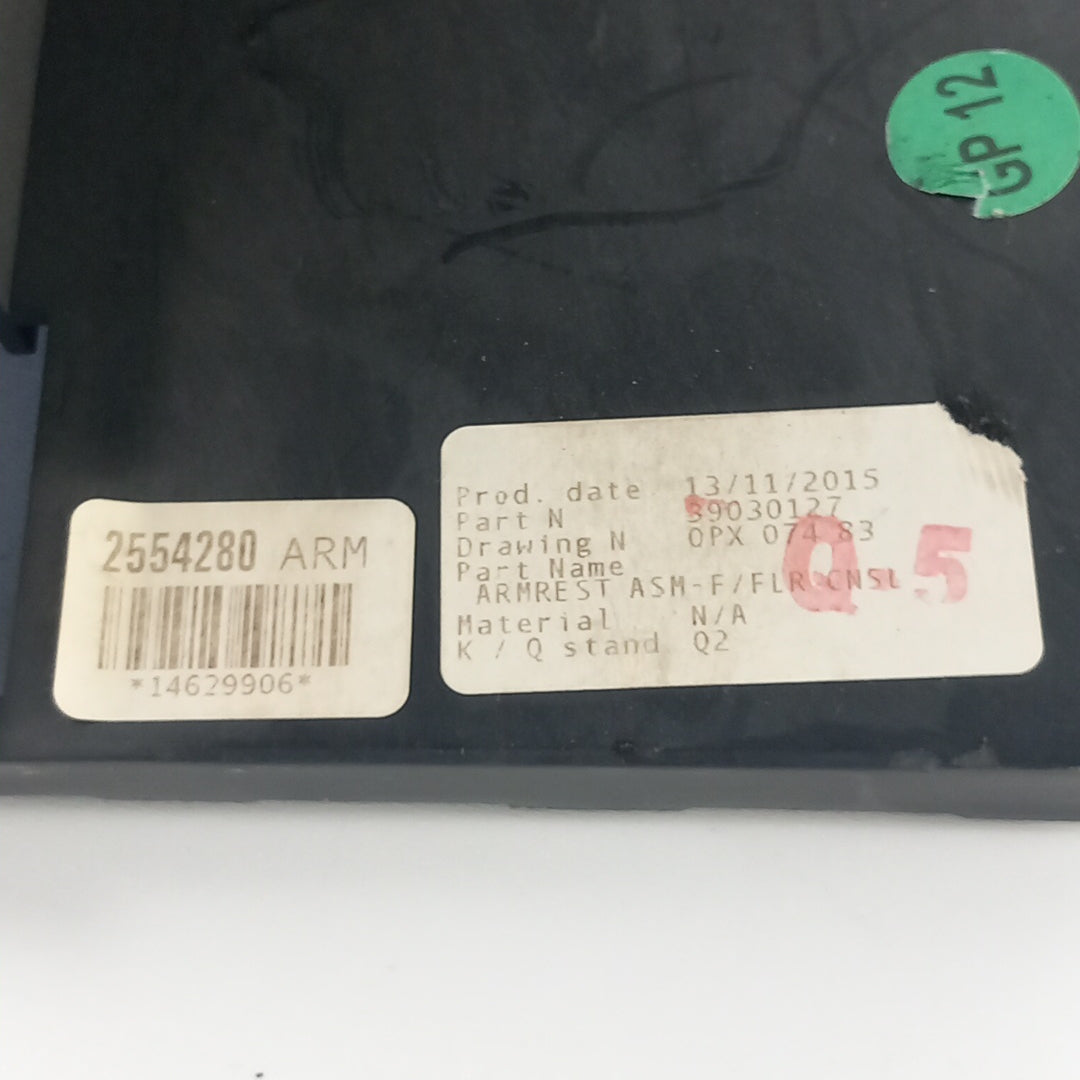 GP 12
2554280 ARM
*14629906*
Prod. date 13/11/2015
Part N 39030127
Drawing N QPX 074 83
Part Name
ARMREST ASM-F/FLR CNSL
Material N/A
K / Q stand Q2
Q 5